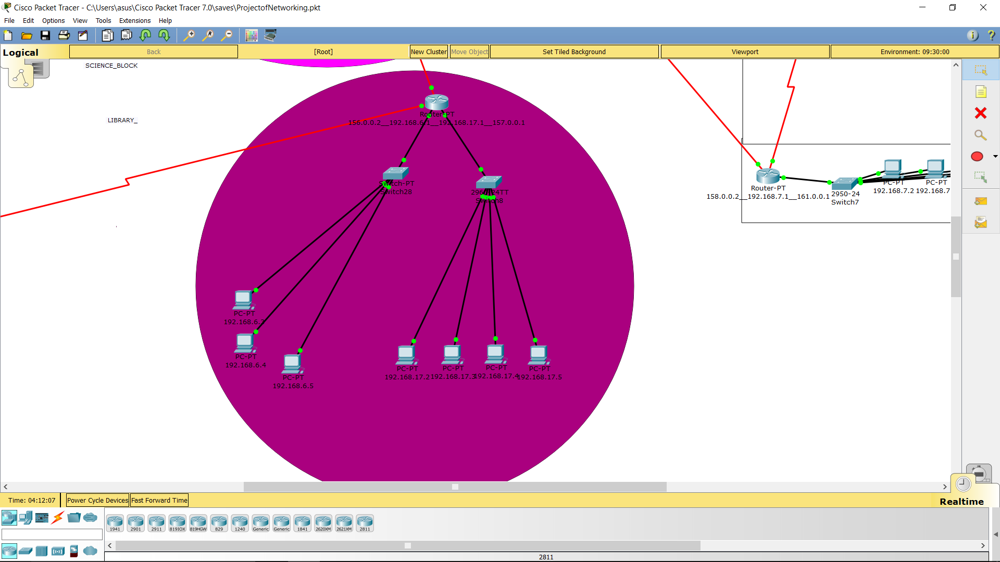 Cisco Packet Tracer - C:\Users\asus\Cisco Packet Tracer 7.0\saves\ProjectofNetworking.pkt
File Edit Options View Tools Extensions Help
Logical
Back
[Root]
New Cluster
Move Object
Set Tiled Background
Viewport
Environment: 09:30:00
SCIENCE_BLOCK
LIBRARY_
Router-PT
156.0.0.2__192.168.6.1__192.168.17.1__157.0.0.1
Switch-PT
Switch28
2950-24TT
Switch8
Router-PT
158.0.0.2__192.168.7.1__161.0.0.1
2950-24
Switch7
PC-PT
192.168.7.2
PC-PT
192.168.7
PC-PT
192.168.6.3
PC-PT
192.168.6.4
PC-PT
192.168.6.5
PC-PT
192.168.17.2
PC-PT
192.168.17.3
PC-PT
192.168.17.4
PC-PT
192.168.17.5
Time: 04:12:07
Power Cycle Devices
Fast Forward Time
Realtime
1941
2901
2911
819IOX
819HGW
829
1240
Generic
Generic
1841
2620XM
2621XM
2811
2811